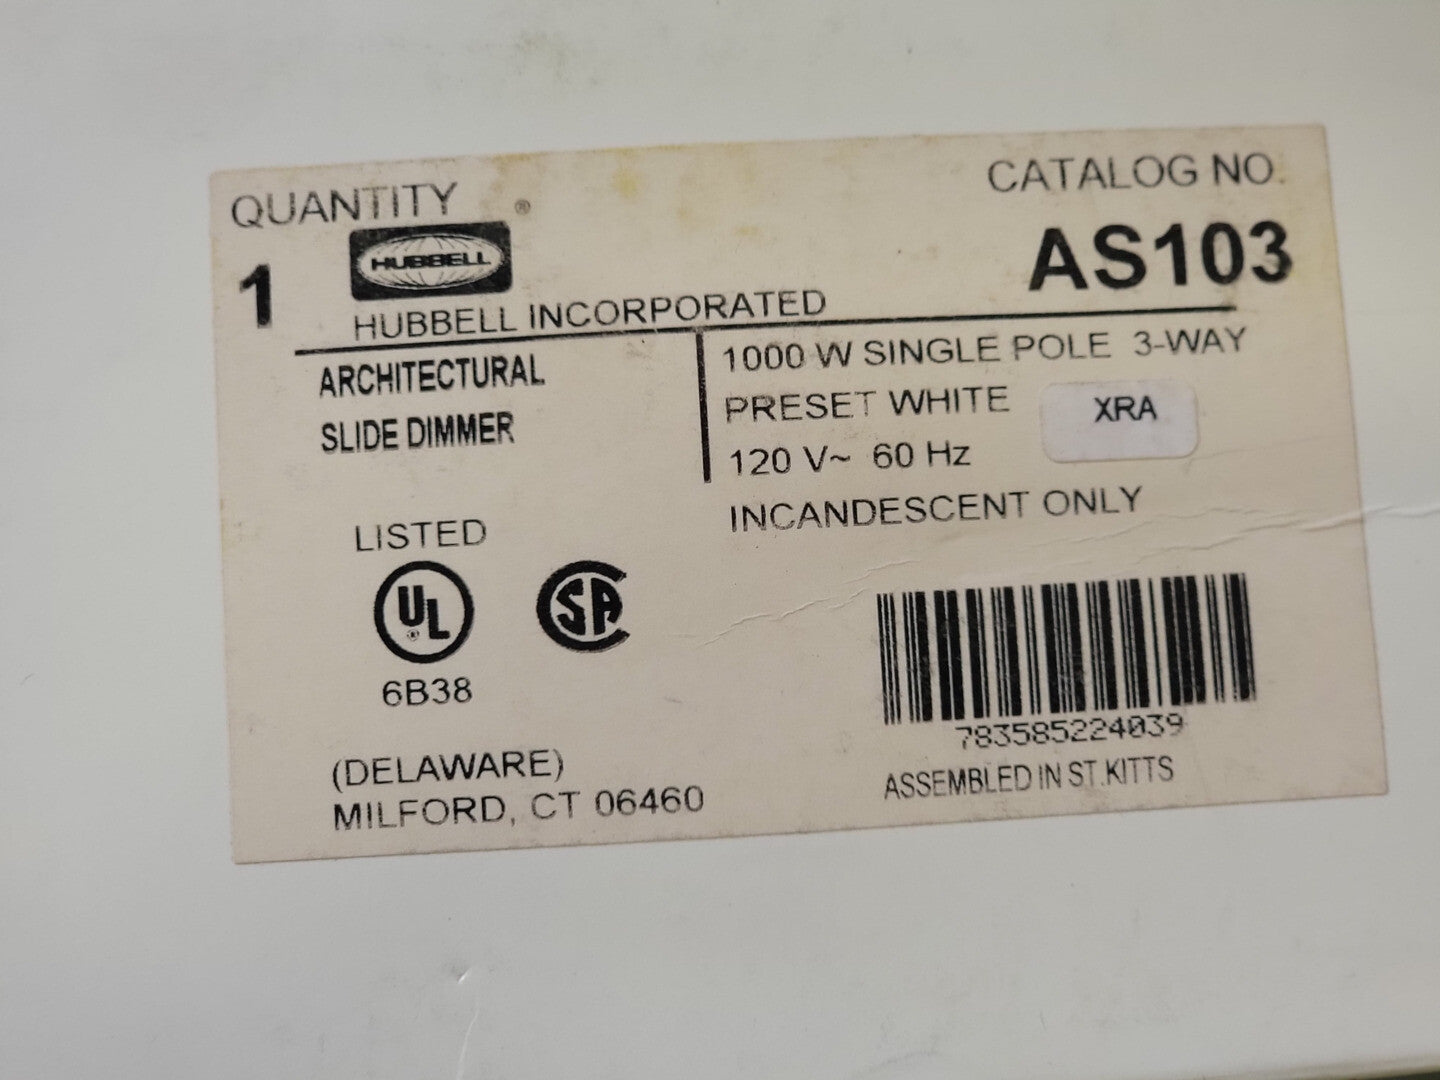 QUANTITY
1
HUBBELL ®
HUBBELL INCORPORATED
CATALOG NO.
AS103
ARCHITECTURAL
SLIDE DIMMER
1000 W SINGLE POLE 3-WAY
PRESET WHITE XRA
120 V~ 60 Hz
INCANDESCENT ONLY
LISTED
UL ®
SA
6B38
(DELAWARE)
MILFORD, CT 06460
783585224039
ASSEMBLED IN ST.KITTS